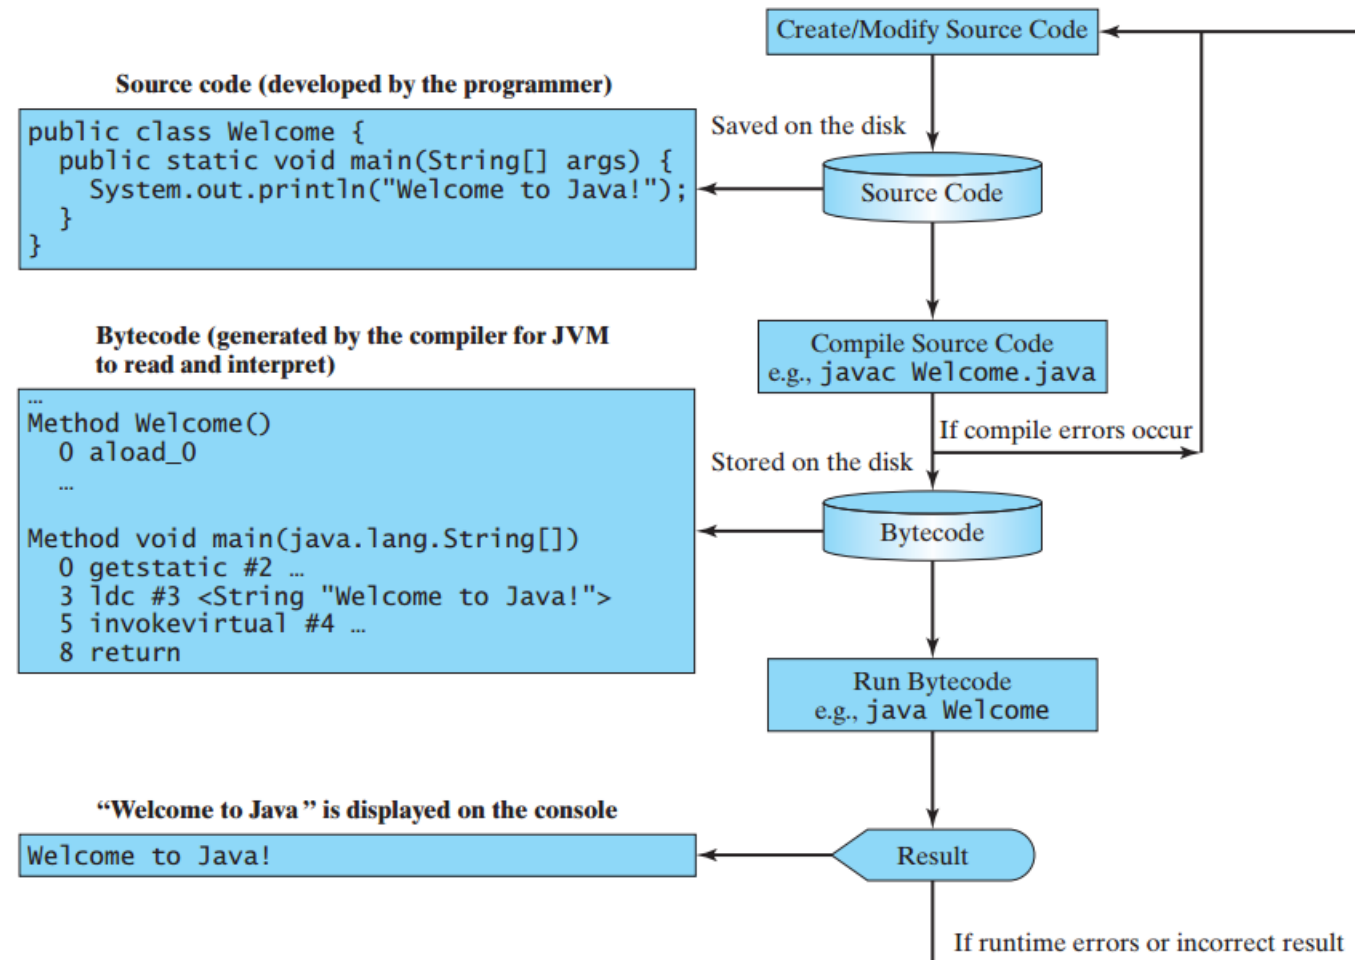 Create/Modify Source Code
Source code (developed by the programmer)
public class Welcome {
  public static void main(String[] args) {
    System.out.println("Welcome to Java!");
  }
}
Saved on the disk
Source Code
Compile Source Code
e.g., javac Welcome.java
If compile errors occur
Bytecode (generated by the compiler for JVM
to read and interpret)
…
Method Welcome()
  0 aload_0
  …
Method void main(java.lang.String[])
  0 getstatic #2 …
  3 ldc #3 <String "Welcome to Java!">
  5 invokevirtual #4 …
  8 return
Stored on the disk
Bytecode
Run Bytecode
e.g., java Welcome
“Welcome to Java” is displayed on the console
Welcome to Java!
Result
If runtime errors or incorrect result